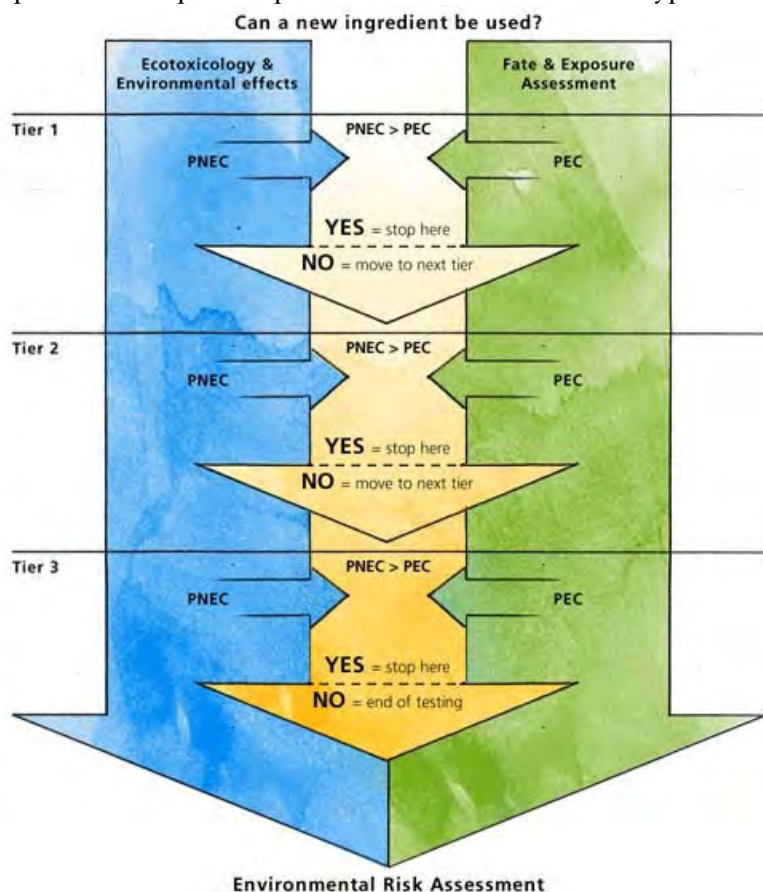 Can a new ingredient be used?
Ecotoxicology &
Environmental effects
Fate & Exposure
Assessment
Tier 1
PNEC > PEC
PNEC
PEC
YES = stop here
NO = move to next tier
Tier 2
PNEC > PEC
PNEC
PEC
YES = stop here
NO = move to next tier
Tier 3
PNEC > PEC
PNEC
PEC
YES = stop here
NO = end of testing
Environmental Risk Assessment